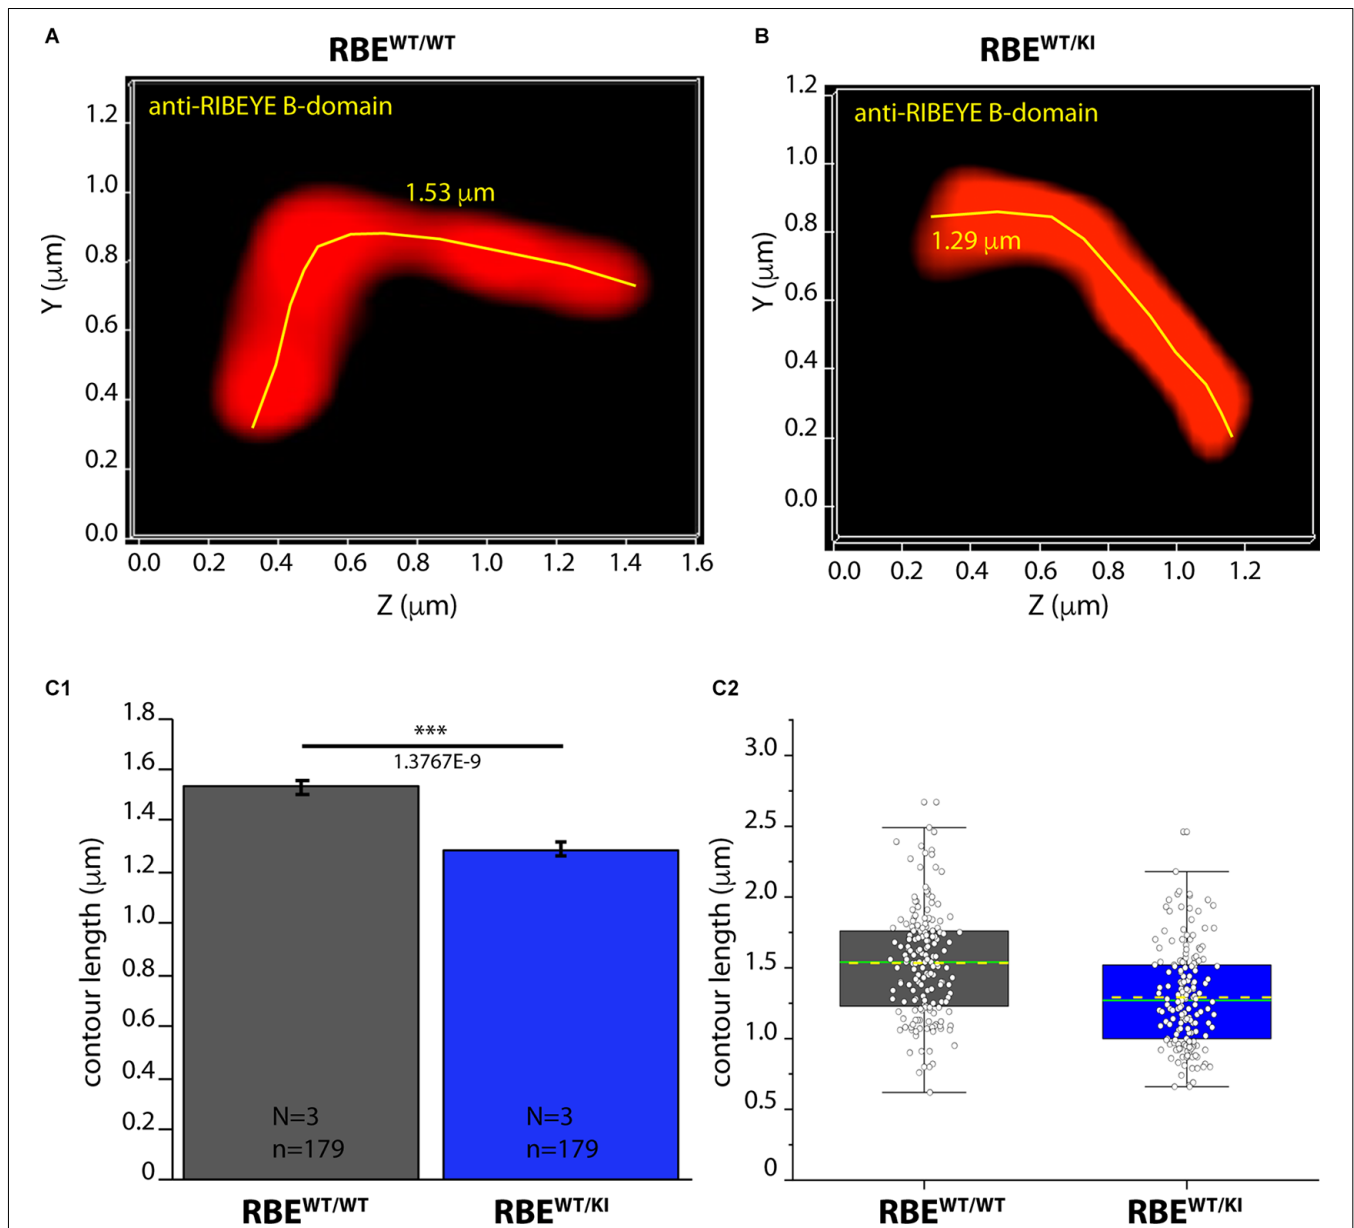 A
RBE^WT/WT
anti-RIBEYE B-domain
1.53 μm
Y (μm)
1.2
1.0
0.8
0.6
0.4
0.2
0.0
0.0 0.2 0.4 0.6 0.8 1.0 1.2 1.4 1.6
Z (μm)
B
RBE^WT/KI
anti-RIBEYE B-domain
1.29 μm
Y (μm)
1.2
1.0
0.8
0.6
0.4
0.2
0.0
0.0 0.2 0.4 0.6 0.8 1.0 1.2
Z (μm)
C1
contour length (μm)
1.8
1.6
1.4
1.2
1.0
0.8
0.6
0.4
0.2
0
***
1.3767E-9
N=3
n=179
N=3
n=179
RBE^WT/WT RBE^WT/KI
C2
contour length (μm)
3.0
2.5
2.0
1.5
1.0
0.5
0
RBE^WT/WT RBE^WT/KI